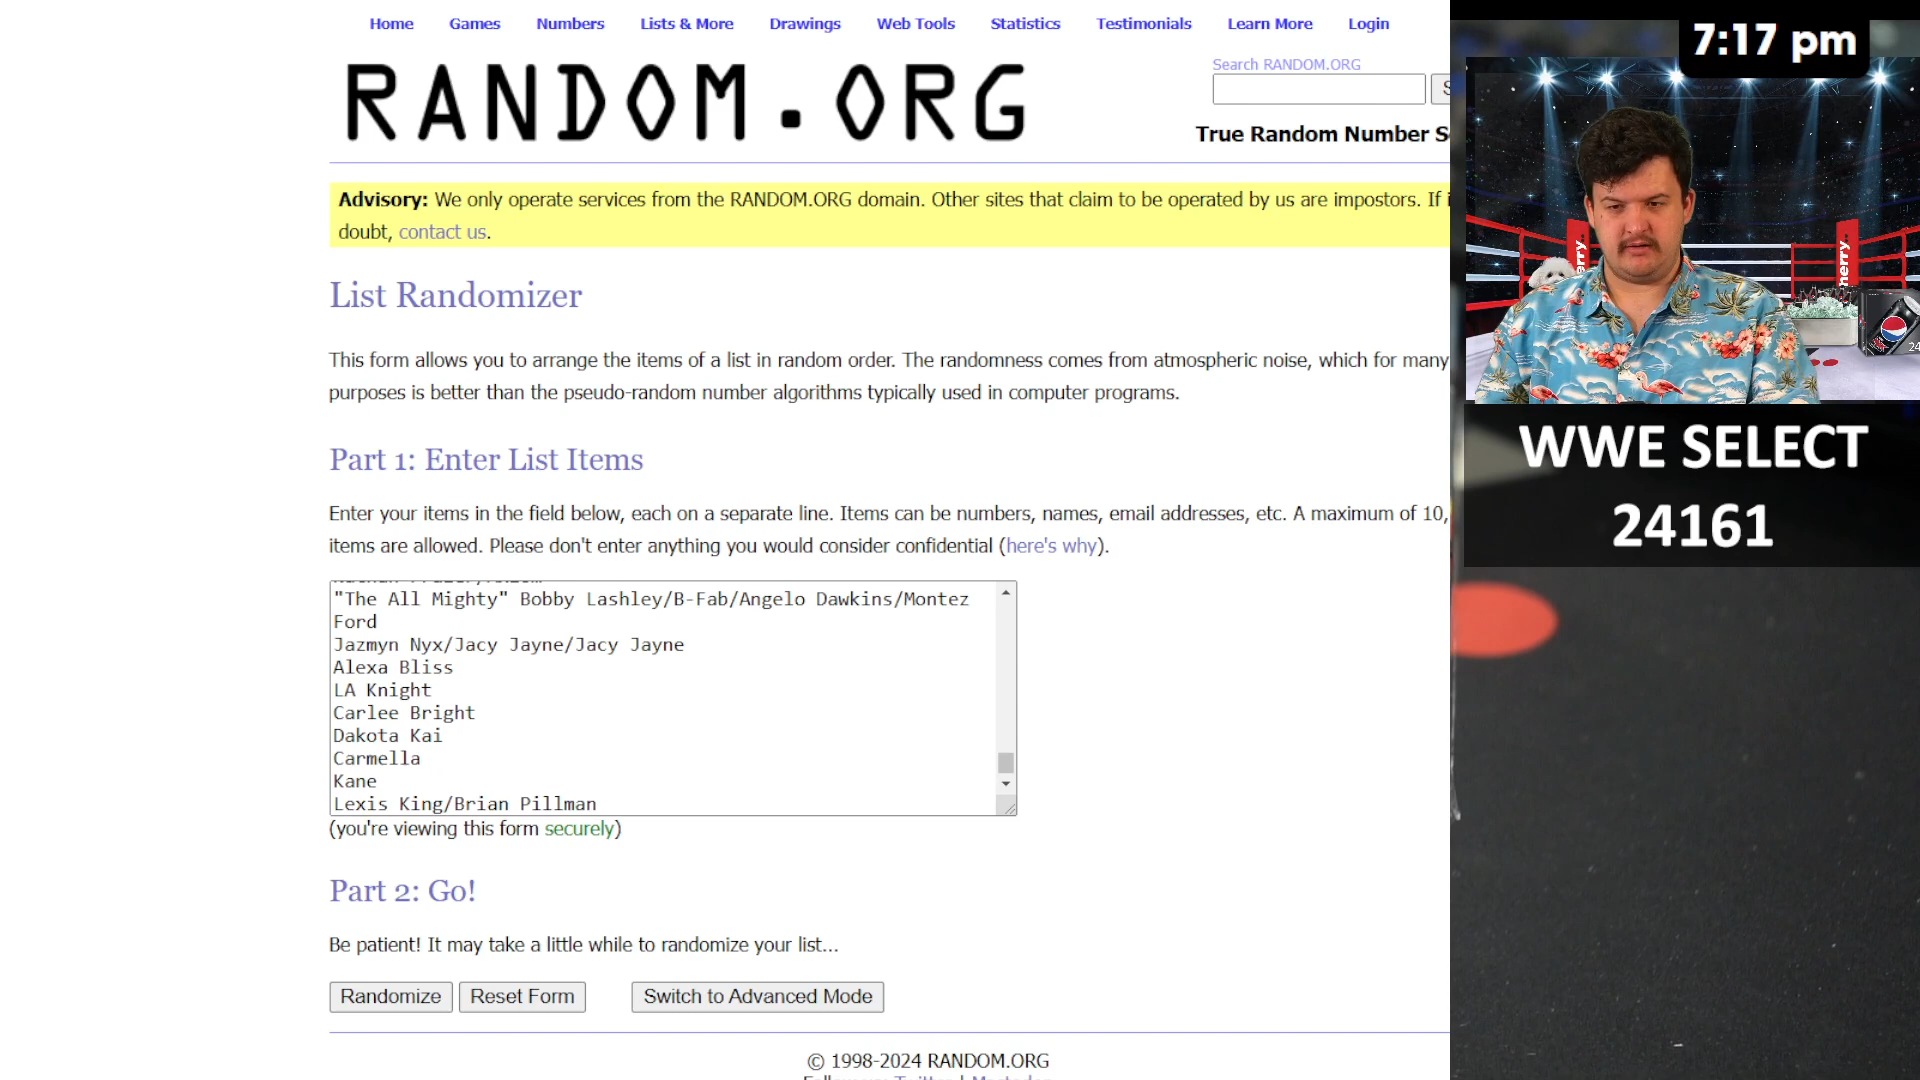 Home Games Numbers Lists & More Drawings Web Tools Statistics Testimonials Learn More Login
RANDOM.ORG
Search RANDOM.ORG
True Random Number
Advisory: We only operate services from the RANDOM.ORG domain. Other sites that claim to be operated by us are impostors. If
doubt, contact us.
List Randomizer
This form allows you to arrange the items of a list in random order. The randomness comes from atmospheric noise, which for many
purposes is better than the pseudo-random number algorithms typically used in computer programs.
Part 1: Enter List Items
Enter your items in the field below, each on a separate line. Items can be numbers, names, email addresses, etc. A maximum of 10,
items are allowed. Please don't enter anything you would consider confidential (here's why).
"The All Mighty" Bobby Lashley/B-Fab/Angelo Dawkins/Montez
Ford
Jazmyn Nyx/Jacy Jayne/Jacy Jayne
Alexa Bliss
LA Knight
Carlee Bright
Dakota Kai
Carmella
Kane
Lexis King/Brian Pillman
(you're viewing this form securely)
Part 2: Go!
Be patient! It may take a little while to randomize your list...
Randomize Reset Form Switch to Advanced Mode
© 1998-2024 RANDOM.ORG
7:17 pm
erry
herry
24
WWE SELECT
24161